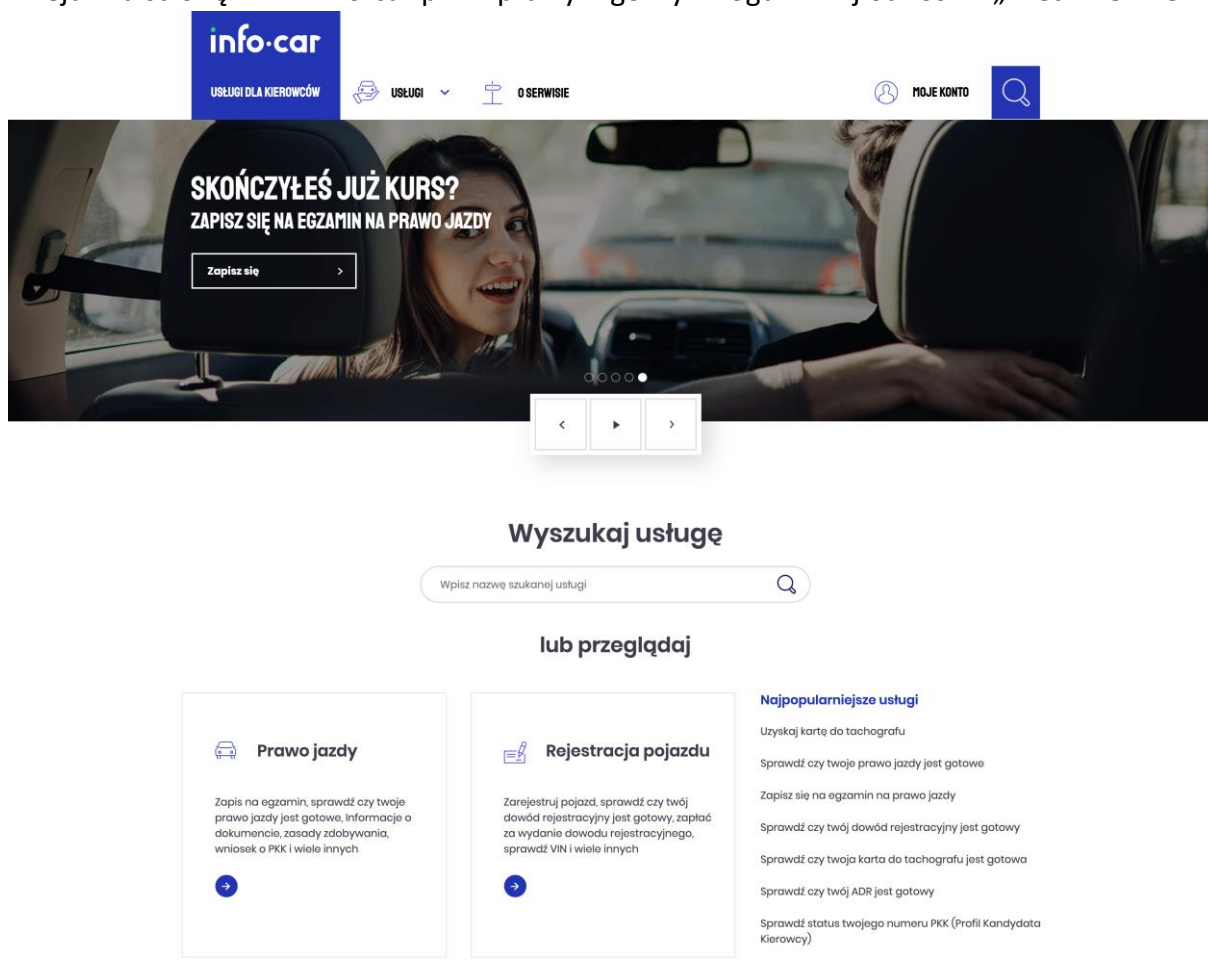 info·car
USŁUGI DLA KIEROWCÓW
USŁUGI
O SERWISIE
MOJE KONTO
SKOŃCZYŁEŚ JUŻ KURS?
ZAPISZ SIĘ NA EGZAMIN NA PRAWO JAZDY
Zapisz się
Wyszukaj usługę
Wpisz nazwę szukanej usługi
lub przeglądaj
Prawo jazdy
Zapis na egzamin, sprawdź czy twoje
prawo jazdy jest gotowe, Informacje o
dokumencie, zasady zdobywania,
wniosek o PKK i wiele innych
Rejestracja pojazdu
Zarejestruj pojazd, sprawdź czy twój
dowód rejestracyjny jest gotowy, zapłać
za wydanie dowodu rejestracyjnego,
sprawdź VIN i wiele innych
Najpopularniejsze usługi
Uzyskaj kartę do tachografu
Sprawdź czy twoje prawo jazdy jest gotowe
Zapisz się na egzamin na prawo jazdy
Sprawdź czy twój dowód rejestracyjny jest gotowy
Sprawdź czy twoja karta do tachografu jest gotowa
Sprawdź czy twój ADR jest gotowy
Sprawdź status twojego numeru PKK (Profil Kandydata
Kierowcy)